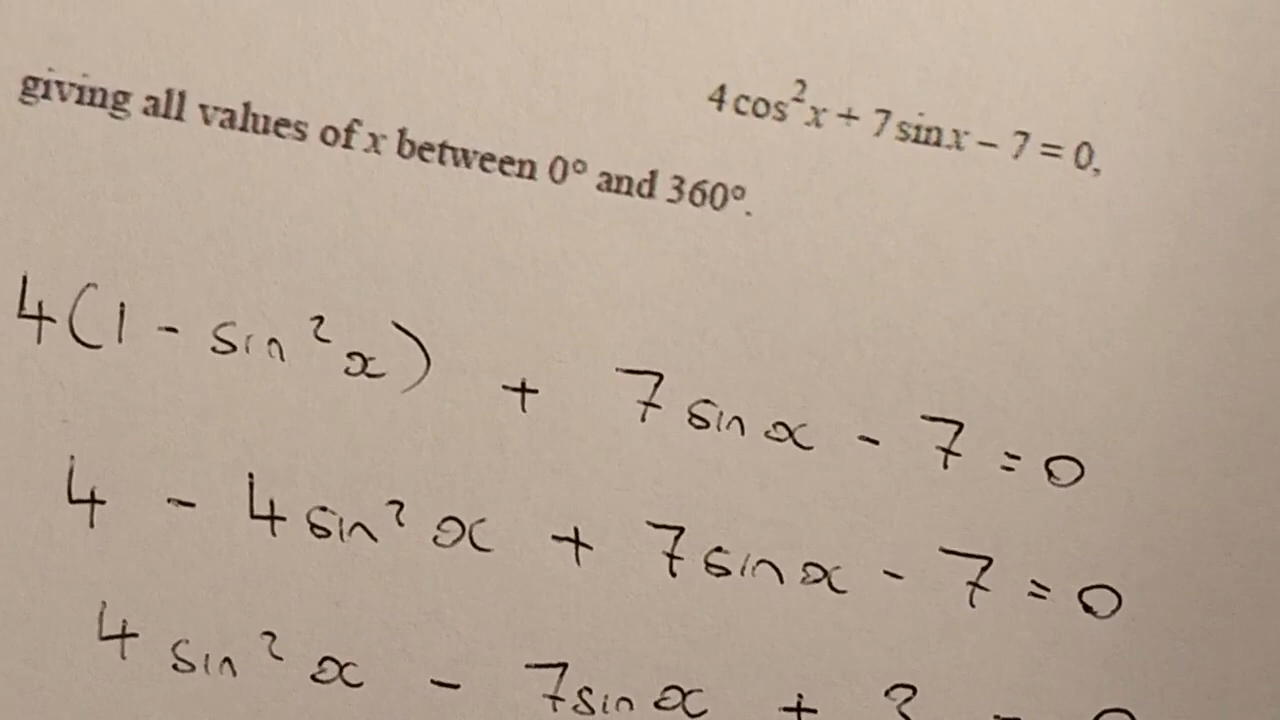 4cos²x + 7sinx – 7 = 0,
giving all values of x between 0° and 360°.
4(1 - sin²x) + 7sinx - 7 = 0
4 - 4sin²x + 7sinx - 7 = 0
4sin²x - 7sinx +